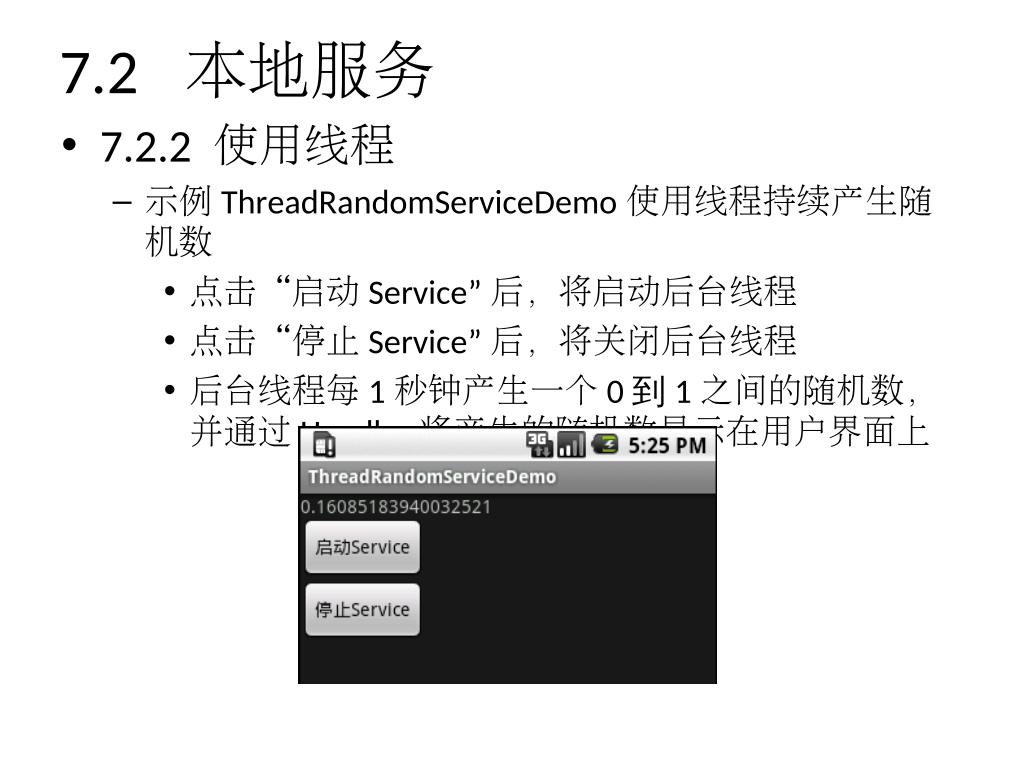 7.2 本地服务
• 7.2.2 使用线程
– 示例 ThreadRandomServiceDemo 使用线程持续产生随
机数
• 点击“启动 Service” 后，将启动后台线程
• 点击“停止 Service” 后，将关闭后台线程
• 后台线程每 1 秒钟产生一个 0 到 1 之间的随机数，
并通过 将产生的随机数显示在用户界面上
3G 5:25 PM
ThreadRandomServiceDemo
0.16085183940032521
启动Service
停止Service